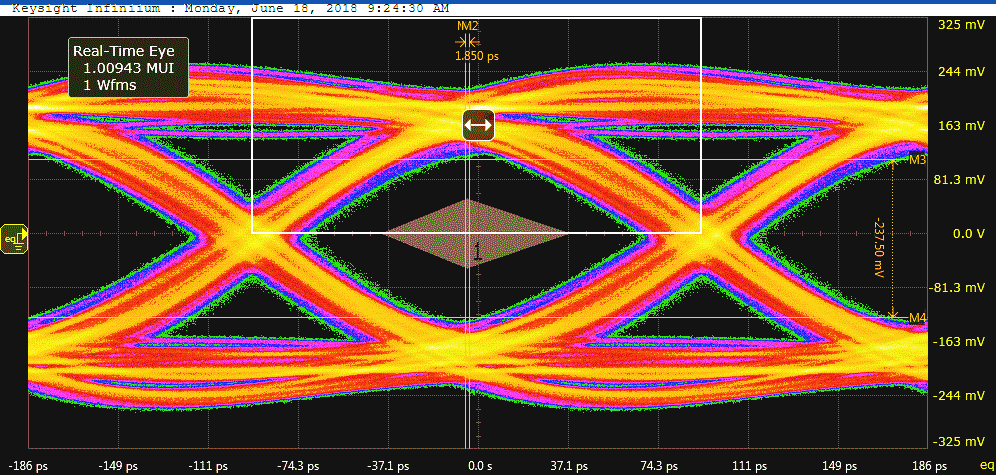 Keysight Infiniium : Monday, June 18, 2018 9:24:30 AM
325 mV
M2
Real-Time Eye
1.00943 MUI
1 Wfms
1.850 ps
244 mV
163 mV
M3
81.3 mV
eq
0.0 V
1
-237.50 mV
-81.3 mV
M4
-163 mV
-244 mV
-325 mV
-186 ps -149 ps -111 ps -74.3 ps -37.1 ps 0.0 s 37.1 ps 74.3 ps 111 ps 149 ps 186 ps eq